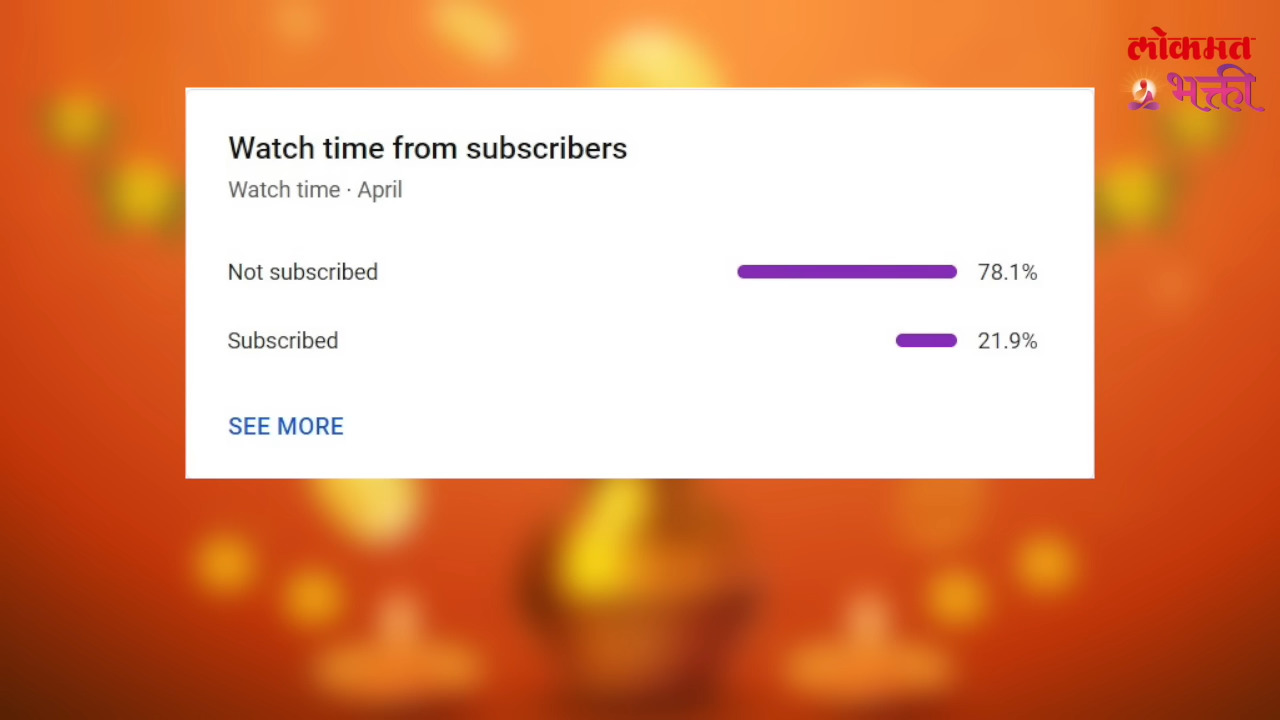 लोकमत
भक्ती
Watch time from subscribers
Watch time · April
Not subscribed 78.1%
Subscribed 21.9%
SEE MORE